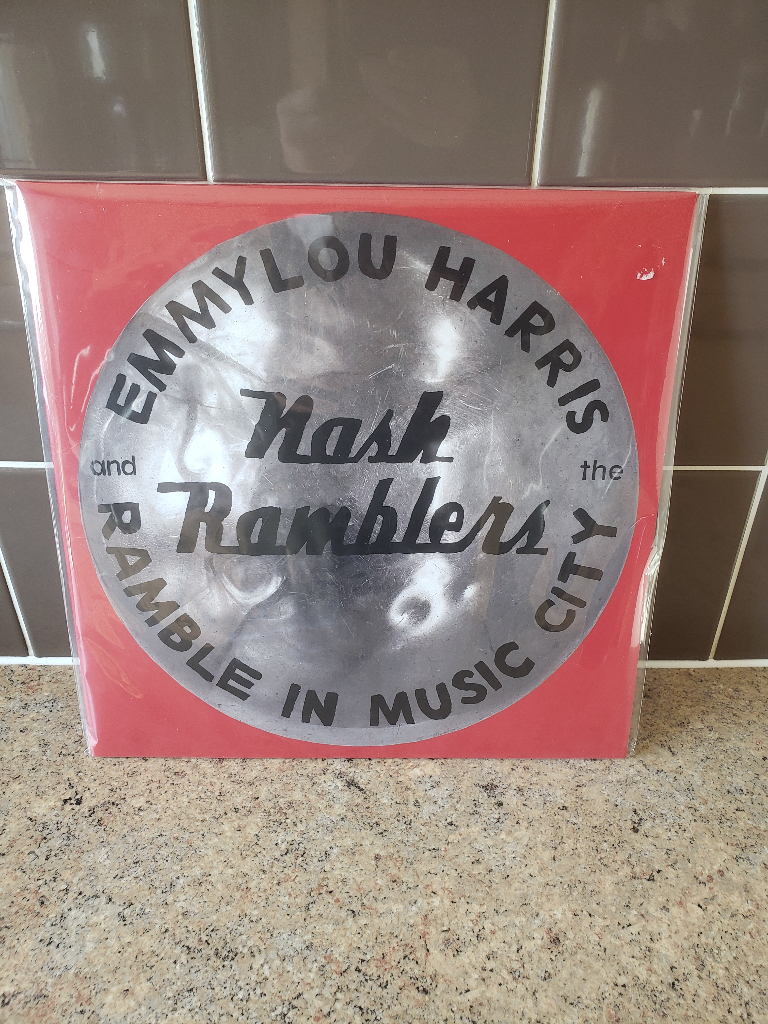 EMMYLOU HARRIS
and the
Nash
Ramblers
RAMBLE IN MUSIC CITY